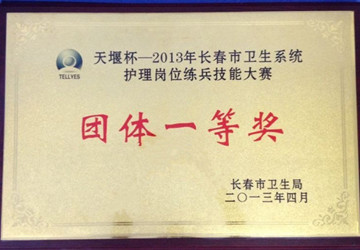 天堰杯—2013年长春市卫生系统
护理岗位练兵技能大赛
TELLYES
团体一等奖
长春市卫生局
二〇一三年四月